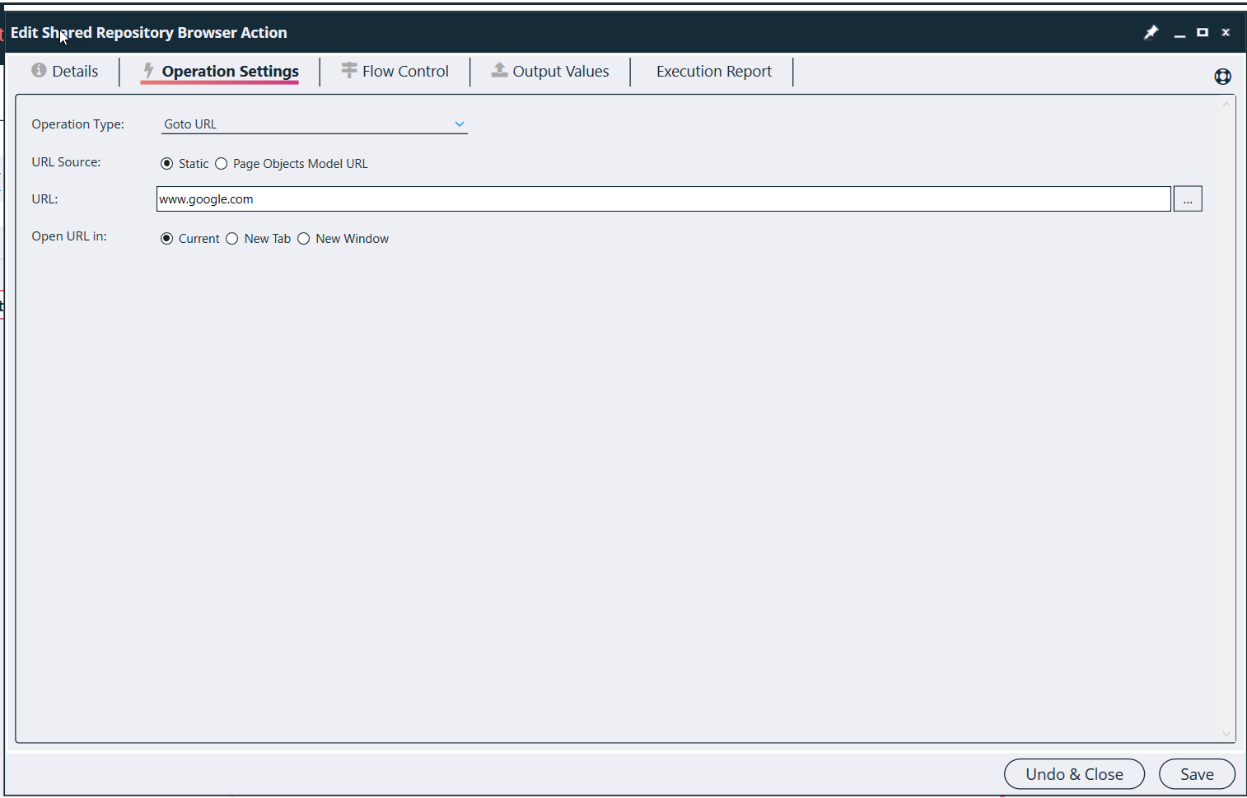 Edit Shared Repository Browser Action
Details Operation Settings Flow Control Output Values Execution Report
Operation Type: Goto URL
URL Source: Static Page Objects Model URL
URL: www.google.com ...
Open URL in: Current New Tab New Window
Undo & Close Save